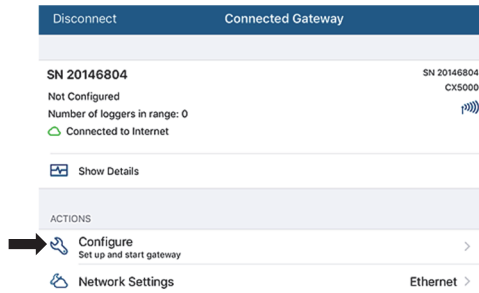 Disconnect Connected Gateway
SN 20146804 SN 20146804
Not Configured CX5000
Number of loggers in range: 0
Connected to Internet
Show Details
ACTIONS
Configure
Set up and start gateway
Network Settings Ethernet